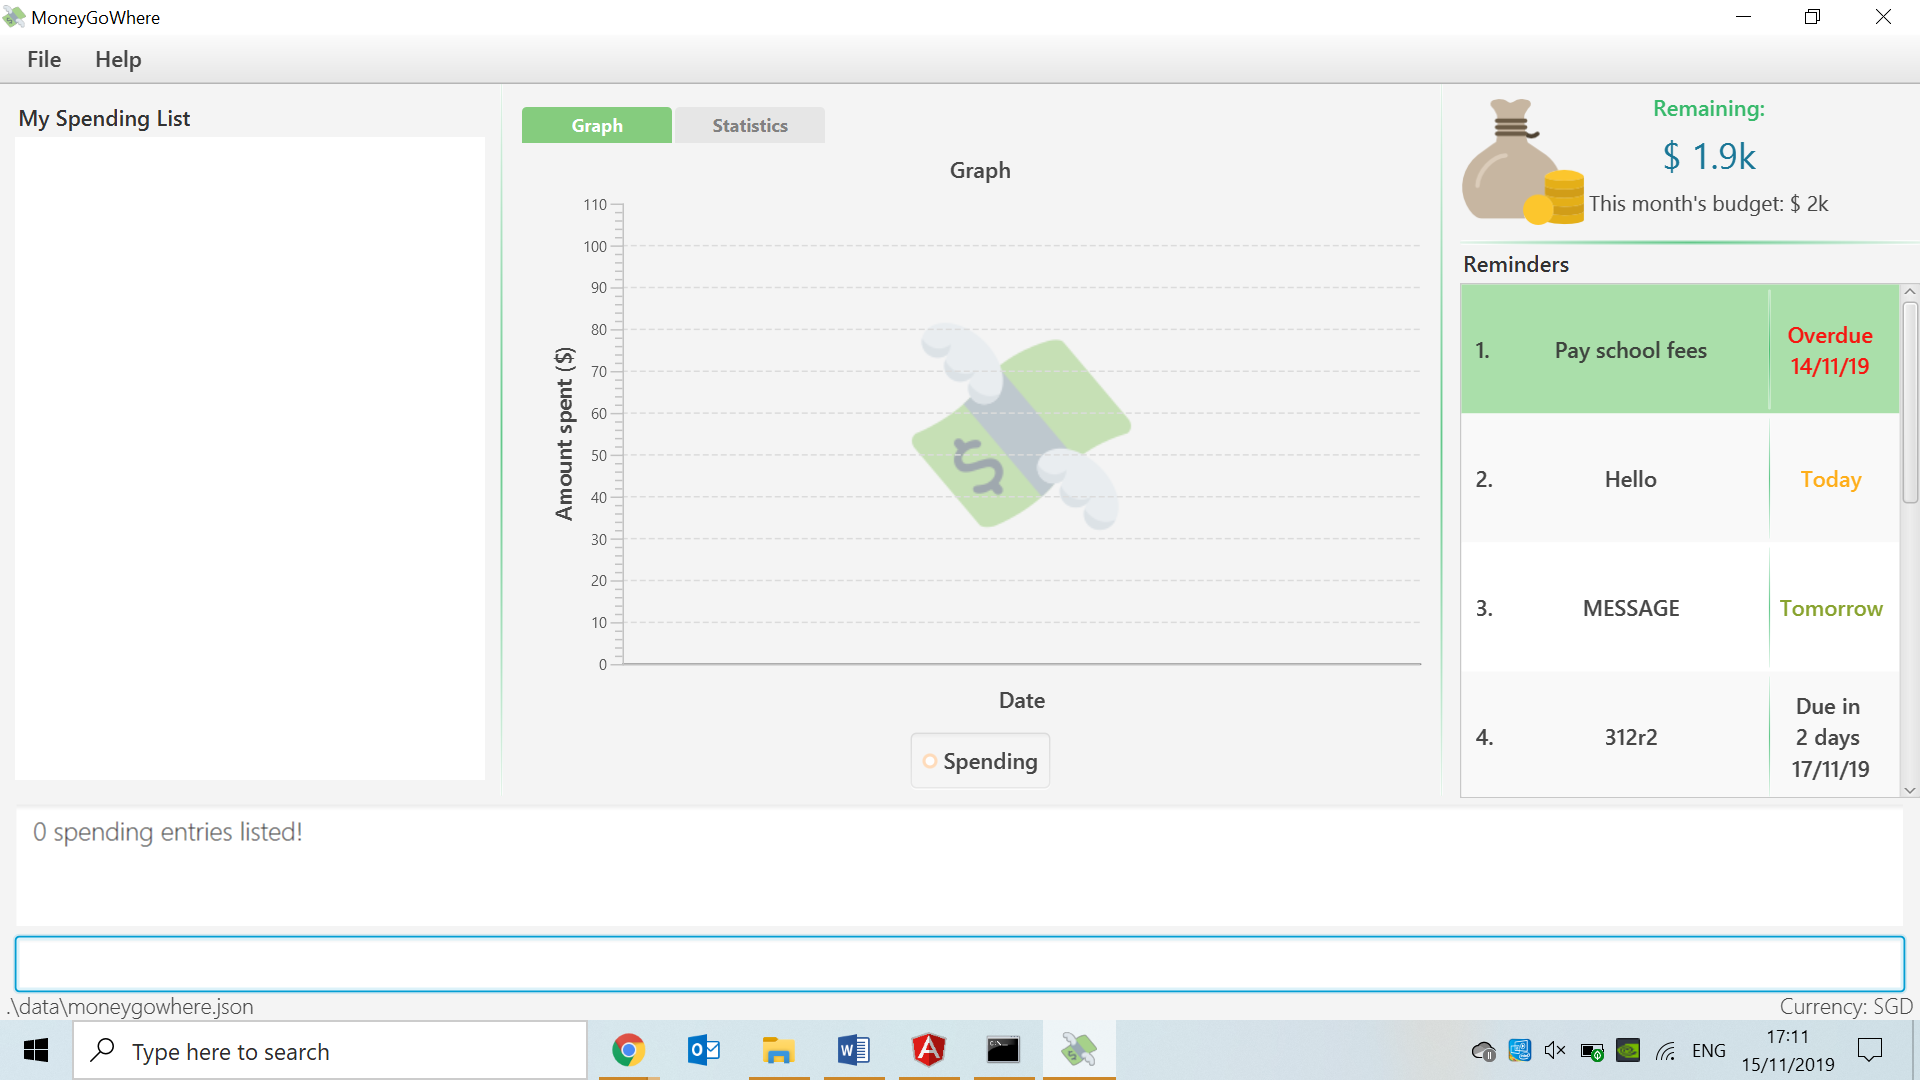 MoneyGoWhere
File Help
My Spending List
Graph Statistics
Graph
110
100
90
80
70
60
50
40
30
20
10
0
Amount spent ($)
Date
Spending
Remaining:
$ 1.9k
This month's budget: $ 2k
Reminders
1. Pay school fees Overdue 14/11/19
2. Hello Today
3. MESSAGE Tomorrow
4. 312r2 Due in 2 days 17/11/19
0 spending entries listed!
.\data\moneygowhere.json
Currency: SGD
Type here to search
ENG
17:11
15/11/2019